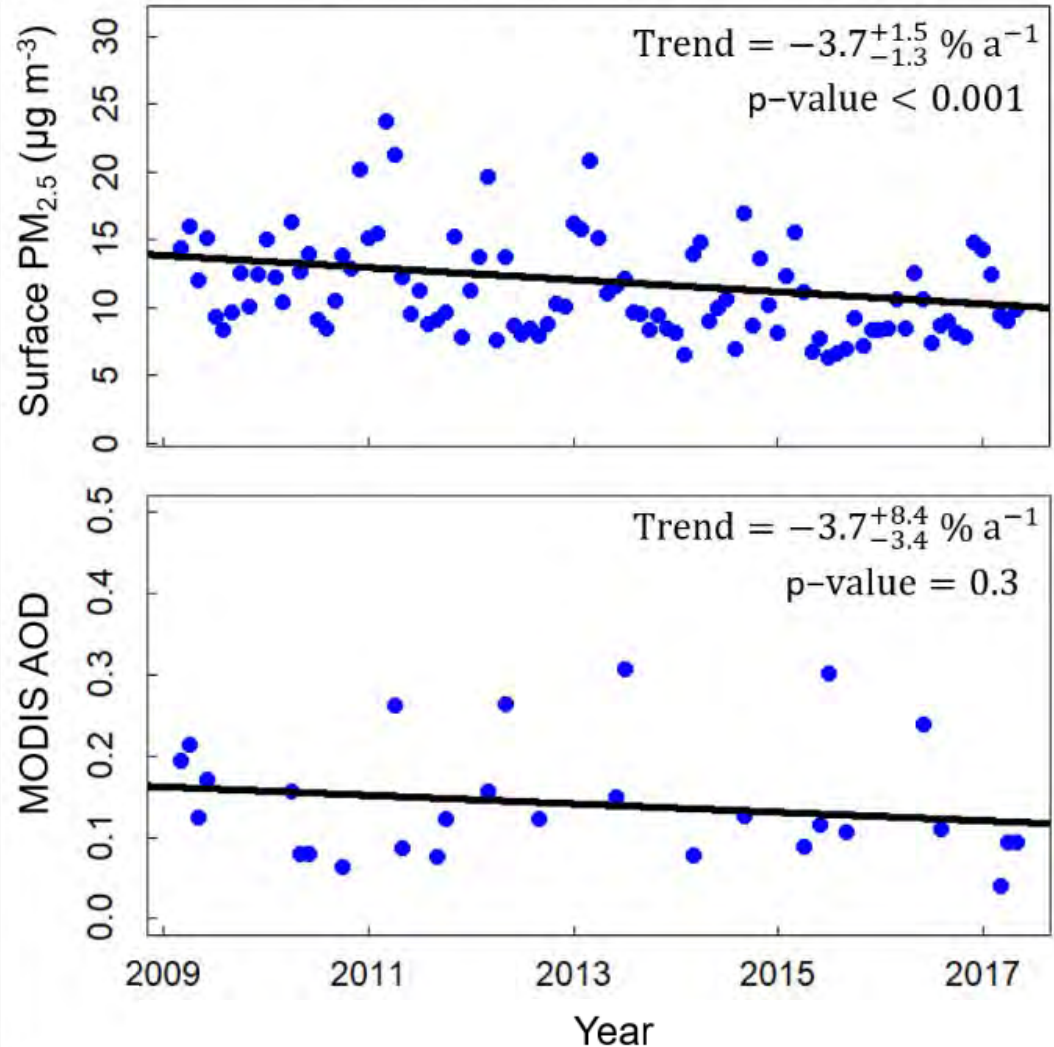 Surface PM2.5 (µg m-3)
30
25
20
15
10
5
0
Trend = −3.7 +1.5 −1.3 % a−1
p–value < 0.001
MODIS AOD
0.5
0.4
0.3
0.2
0.1
0.0
Trend = −3.7 +8.4 −3.4 % a−1
p–value = 0.3
2009 2011 2013 2015 2017
Year